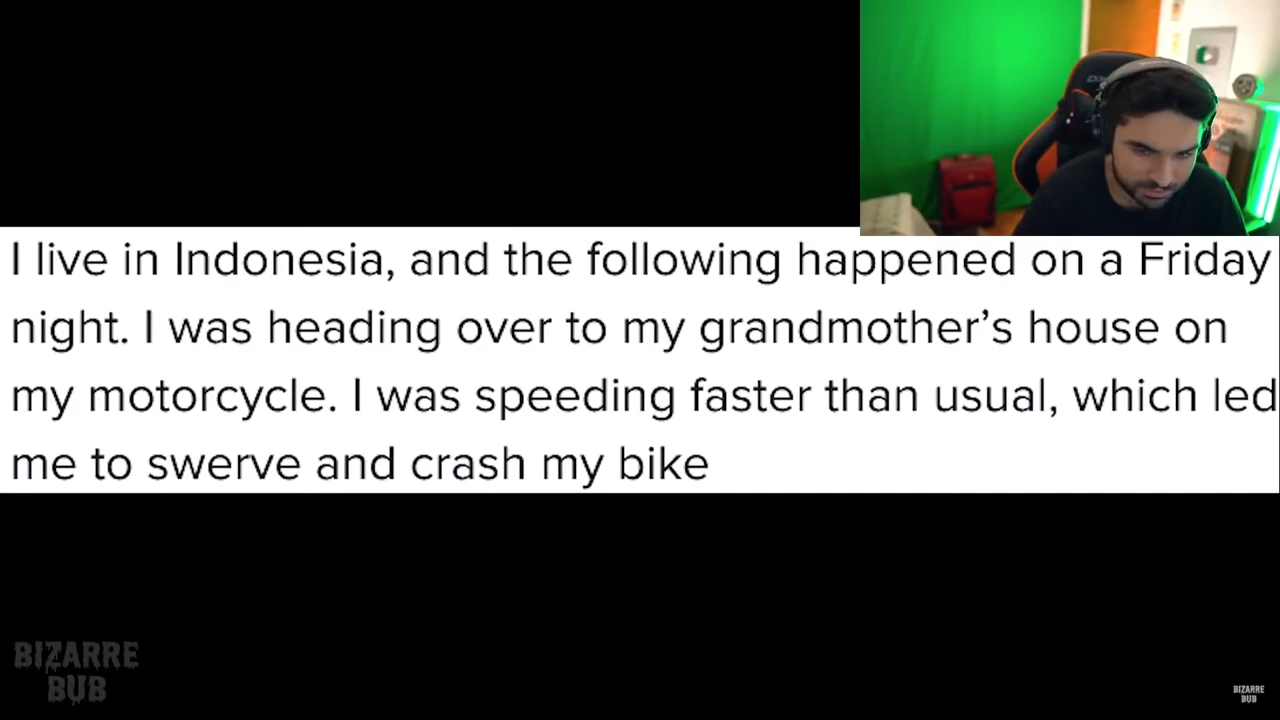 I live in Indonesia, and the following happened on a Friday
night. I was heading over to my grandmother’s house on
my motorcycle. I was speeding faster than usual, which led
me to swerve and crash my bike
BIZARRE
BUB
BIZARRE
BUB